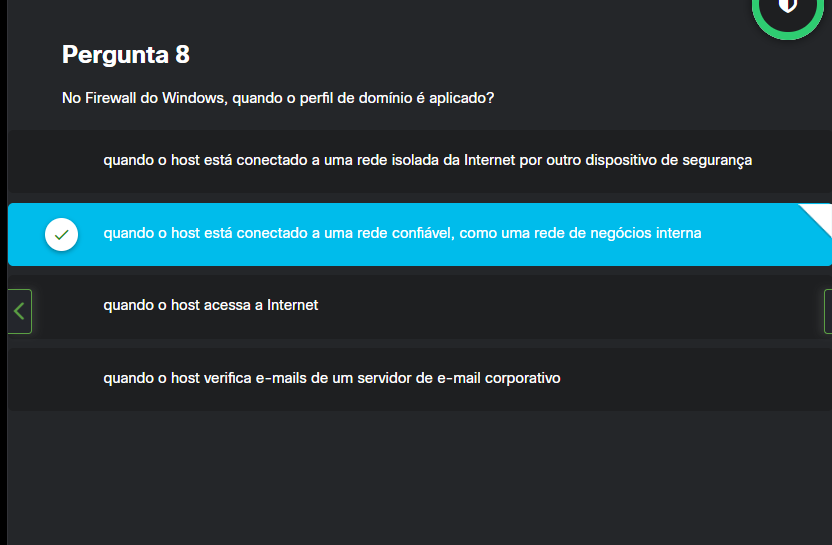 Pergunta 8
No Firewall do Windows, quando o perfil de domínio é aplicado?
quando o host está conectado a uma rede isolada da Internet por outro dispositivo de segurança
quando o host está conectado a uma rede confiável, como uma rede de negócios interna
quando o host acessa a Internet
quando o host verifica e-mails de um servidor de e-mail corporativo